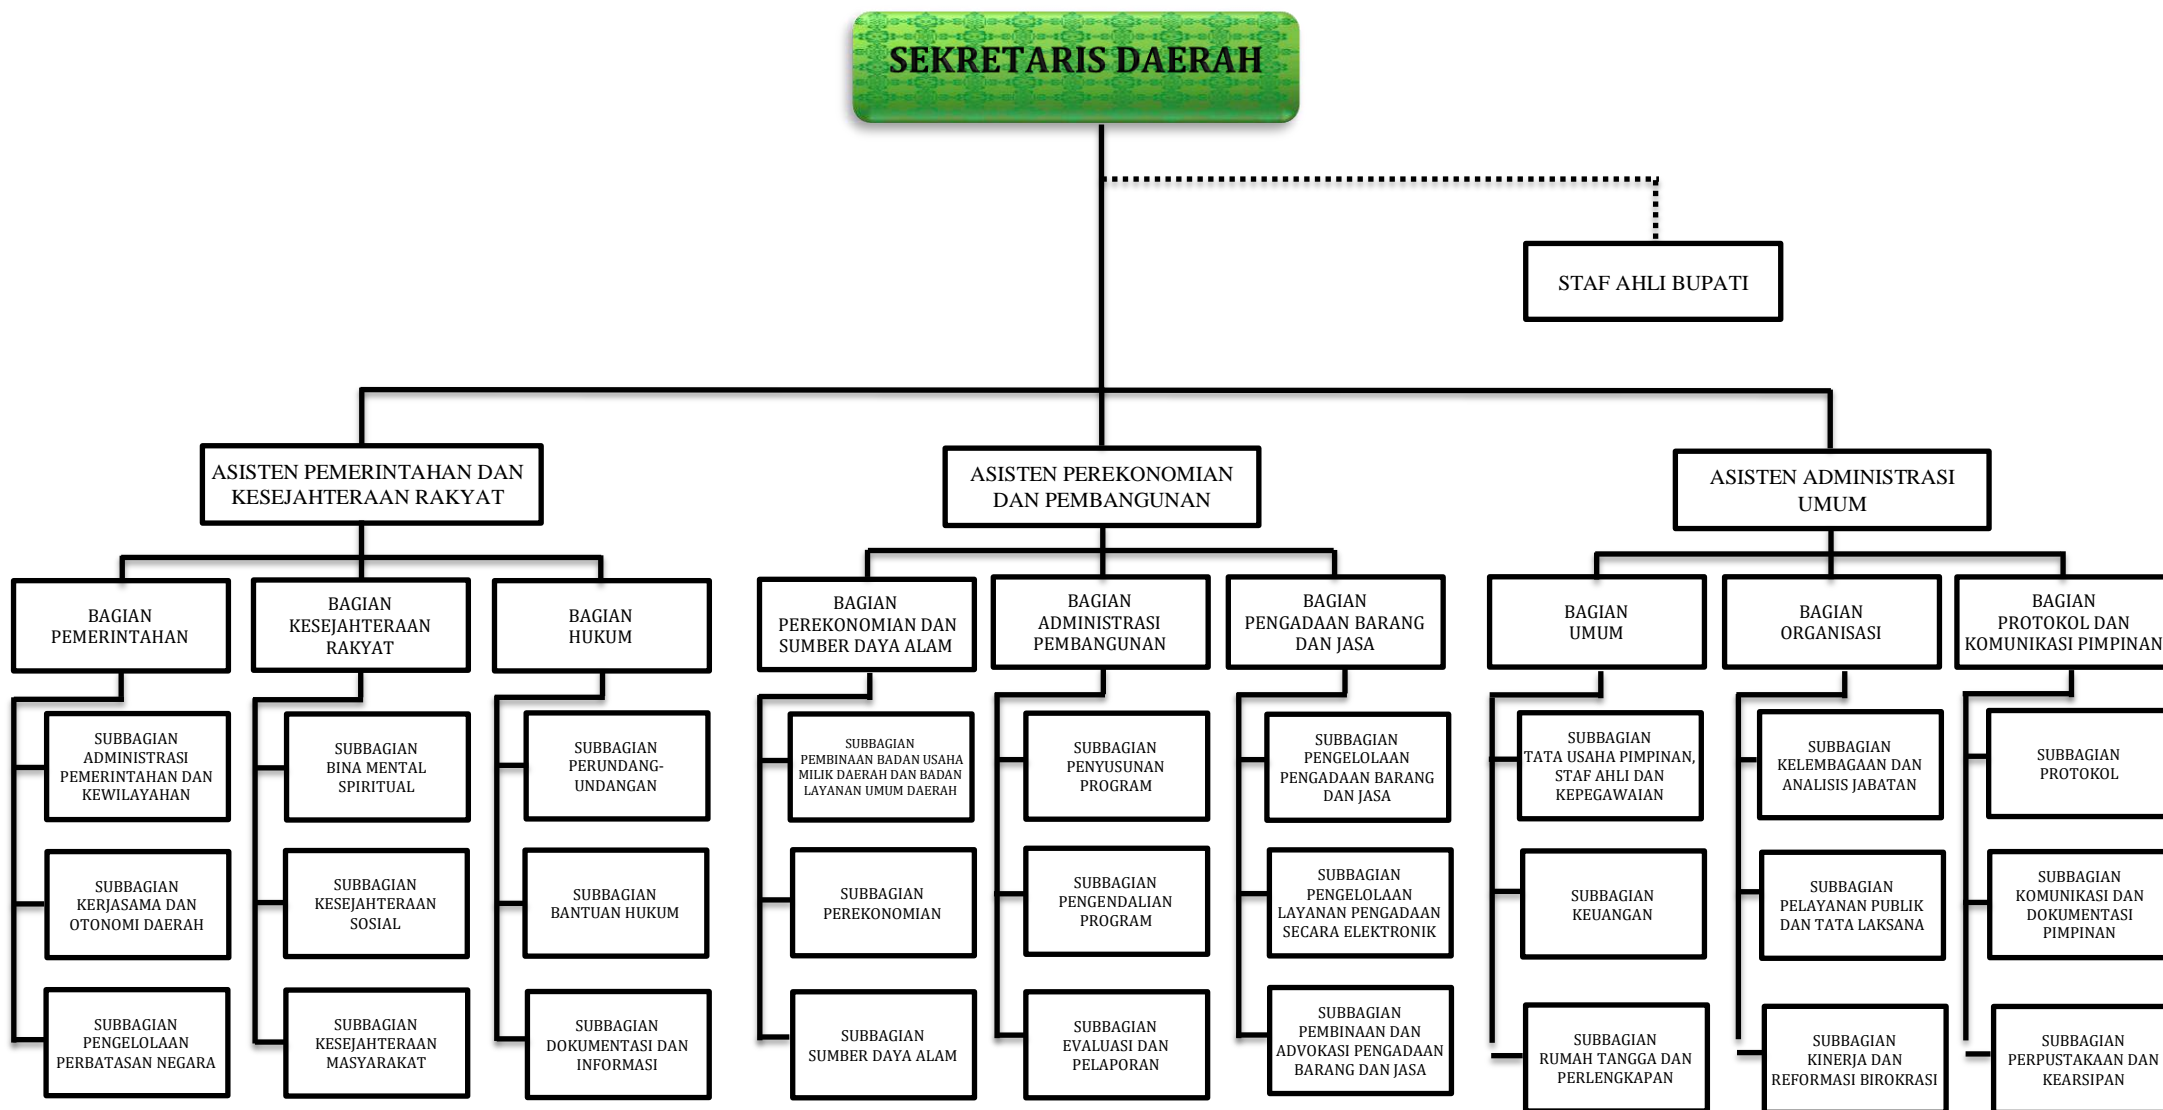 SEKRETARIS DAERAH
STAF AHLI BUPATI
ASISTEN PEMERINTAHAN DAN
KESEJAHTERAAN RAKYAT
ASISTEN PEREKONOMIAN
DAN PEMBANGUNAN
ASISTEN ADMINISTRASI
UMUM
BAGIAN
PEMERINTAHAN
BAGIAN
KESEJAHTERAAN
RAKYAT
BAGIAN
HUKUM
BAGIAN
PEREKONOMIAN DAN
SUMBER DAYA ALAM
BAGIAN
ADMINISTRASI
PEMBANGUNAN
BAGIAN
PENGADAAN BARANG
DAN JASA
BAGIAN
UMUM
BAGIAN
ORGANISASI
BAGIAN
PROTOKOL DAN
KOMUNIKASI PIMPINAN
SUBBAGIAN
ADMINISTRASI
PEMERINTAHAN DAN
KEWILAYAHAN
SUBBAGIAN
BINA MENTAL
SPIRITUAL
SUBBAGIAN
PERUNDANG-
UNDANGAN
SUBBAGIAN
PEMBINAAN BADAN USAHA
MILIK DAERAH DAN BADAN
LAYANAN UMUM DAERAH
SUBBAGIAN
PENYUSUNAN
PROGRAM
SUBBAGIAN
PENGELOLAAN
PENGADAAN BARANG
DAN JASA
SUBBAGIAN
TATA USAHA PIMPINAN,
STAF AHLI DAN
KEPEGAWAIAN
SUBBAGIAN
KELEMBAGAAN DAN
ANALISIS JABATAN
SUBBAGIAN
PROTOKOL
SUBBAGIAN
KERJASAMA DAN
OTONOMI DAERAH
SUBBAGIAN
KESEJAHTERAAN
SOSIAL
SUBBAGIAN
BANTUAN HUKUM
SUBBAGIAN
PEREKONOMIAN
SUBBAGIAN
PENGENDALIAN
PROGRAM
SUBBAGIAN
PENGELOLAAN
LAYANAN PENGADAAN
SECARA ELEKTRONIK
SUBBAGIAN
KEUANGAN
SUBBAGIAN
PELAYANAN PUBLIK
DAN TATA LAKSANA
SUBBAGIAN
KOMUNIKASI DAN
DOKUMENTASI
PIMPINAN
SUBBAGIAN
PENGELOLAAN
PERBATASAN NEGARA
SUBBAGIAN
KESEJAHTERAAN
MASYARAKAT
SUBBAGIAN
DOKUMENTASI DAN
INFORMASI
SUBBAGIAN
SUMBER DAYA ALAM
SUBBAGIAN
EVALUASI DAN
PELAPORAN
SUBBAGIAN
PEMBINAAN DAN
ADVOKASI PENGADAAN
BARANG DAN JASA
SUBBAGIAN
RUMAH TANGGA DAN
PERLENGKAPAN
SUBBAGIAN
KINERJA DAN
REFORMASI BIROKRASI
SUBBAGIAN
PERPUSTAKAAN DAN
KEARSIPAN